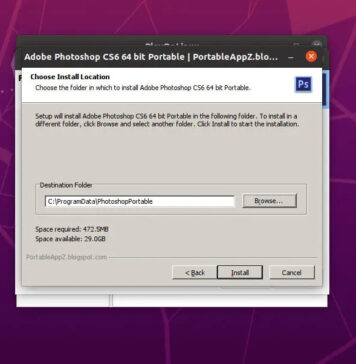 Adobe Photoshop CS6 64 bit Portable | PortableAppZ.blo...
Choose Install Location
Choose the folder in which to install Adobe Photoshop CS6 64 bit Portable.
Ps
Setup will install Adobe Photoshop CS6 64 bit Portable in the following folder. To install in a
different folder, click Browse and select another folder. Click Install to start the installation.
Destination Folder
C:\ProgramData\PhotoshopPortable
Browse...
Space required: 472.5MB
Space available: 29.0GB
PortableAppZ.blogspot.com
< Back
Install
Cancel